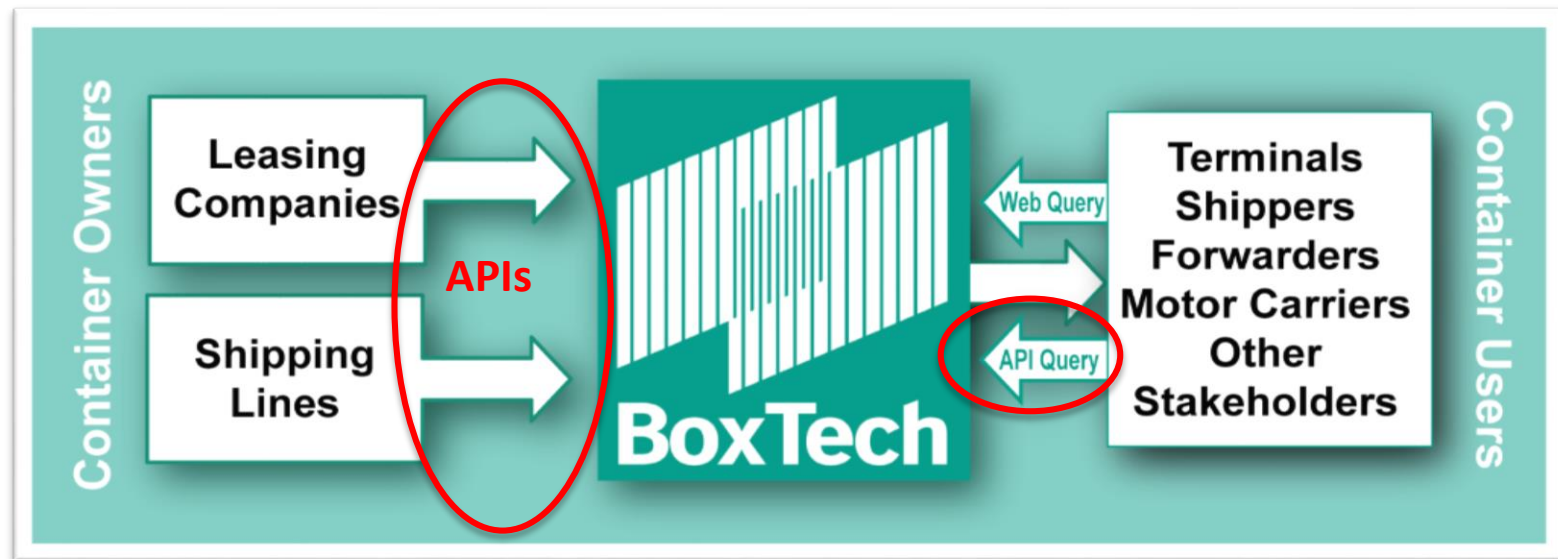 Container Owners
Leasing
Companies
Shipping
Lines
APIs
BoxTech
Web Query
API Query
Terminals
Shippers
Forwarders
Motor Carriers
Other
Stakeholders
Container Users